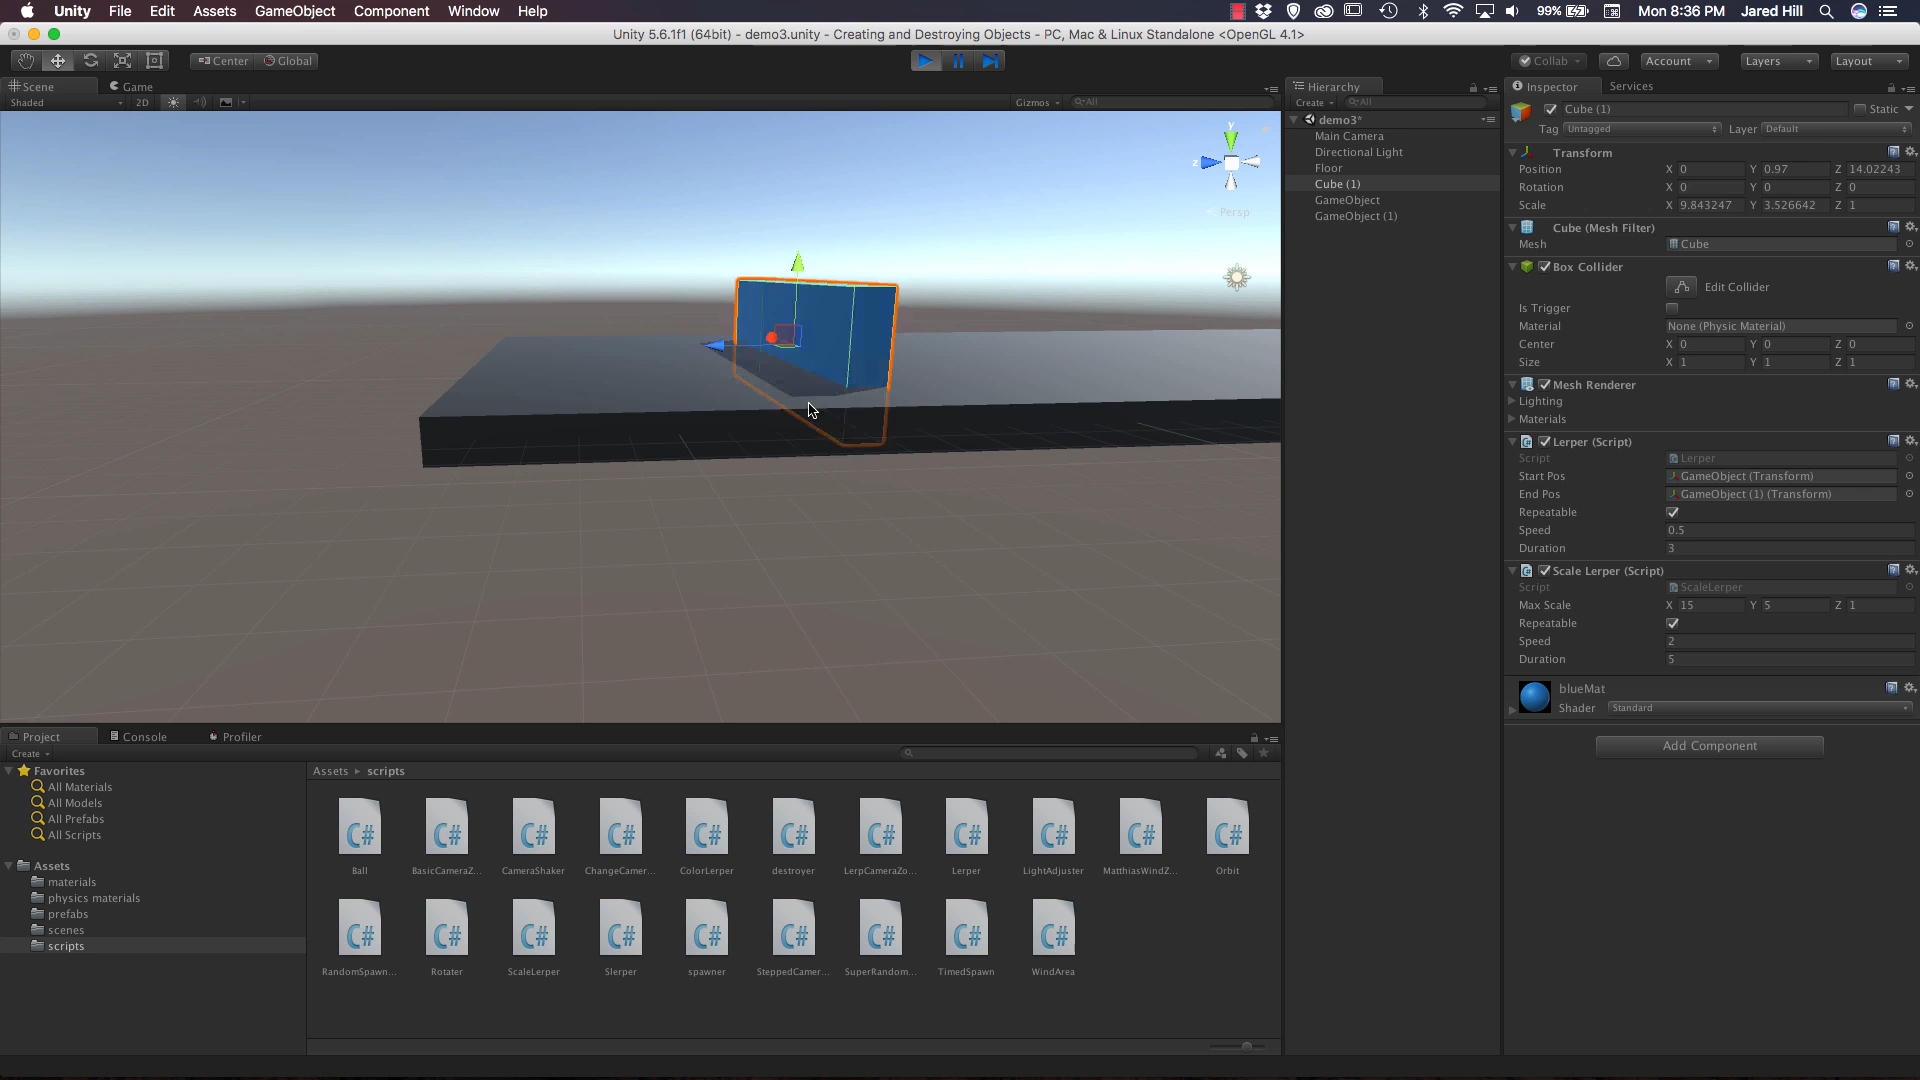 Unity File Edit Assets GameObject Component Window Help 99% Mon 8:36 PM Jared Hill
Unity 5.6.1f1 (64bit) - demo3.unity - Creating and Destroying Objects - PC, Mac & Linux Standalone <OpenGL 4.1>
Center Global Collab Account Layers Layout
Scene Game
Shaded 2D Gizmos All
y
z
Persp
Hierarchy
Create All
demo3*
Main Camera
Directional Light
Floor
Cube (1)
GameObject
GameObject (1)
Inspector Services
Cube (1) Static
Tag Untagged Layer Default
Transform
Position X 0 Y 0.97 Z 14.02243
Rotation X 0 Y 0 Z 0
Scale X 9.843247 Y 3.526642 Z 1
Cube (Mesh Filter)
Mesh Cube
Box Collider
Edit Collider
Is Trigger
Material None (Physic Material)
Center X 0 Y 0 Z 0
Size X 1 Y 1 Z 1
Mesh Renderer
Lighting
Materials
Lerper (Script)
Script Lerper
Start Pos GameObject (Transform)
End Pos GameObject (1) (Transform)
Repeatable
Speed 0.5
Duration 3
Scale Lerper (Script)
Script ScaleLerper
Max Scale X 15 Y 5 Z 1
Repeatable
Speed 2
Duration 5
blueMat
Shader Standard
Add Component
Project Console Profiler
Create
Favorites
All Materials
All Models
All Prefabs
All Scripts
Assets
materials
physics materials
prefabs
scenes
scripts
Assets ▸ scripts
C# C# C# C# C# C# C# C# C# C# C#
Ball BasicCameraZ... CameraShaker ChangeCamer... ColorLerper destroyer LerpCameraZo... Lerper LightAdjuster MatthiasWindZ... Orbit
C# C# C# C# C# C# C# C# C#
RandomSpawn... Rotater ScaleLerper Slerper spawner SteppedCamer... SuperRandom... TimedSpawn WindArea